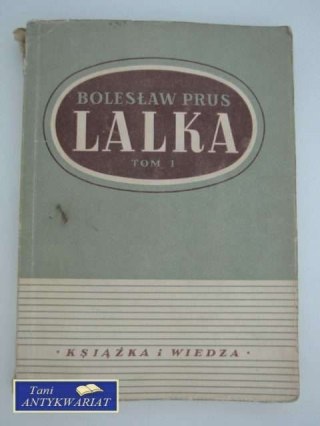 BOLESŁAW PRUS
LALKA
TOM I
• KSIĄŻKA i WIEDZA •
Tani
ANTYKWARIAT